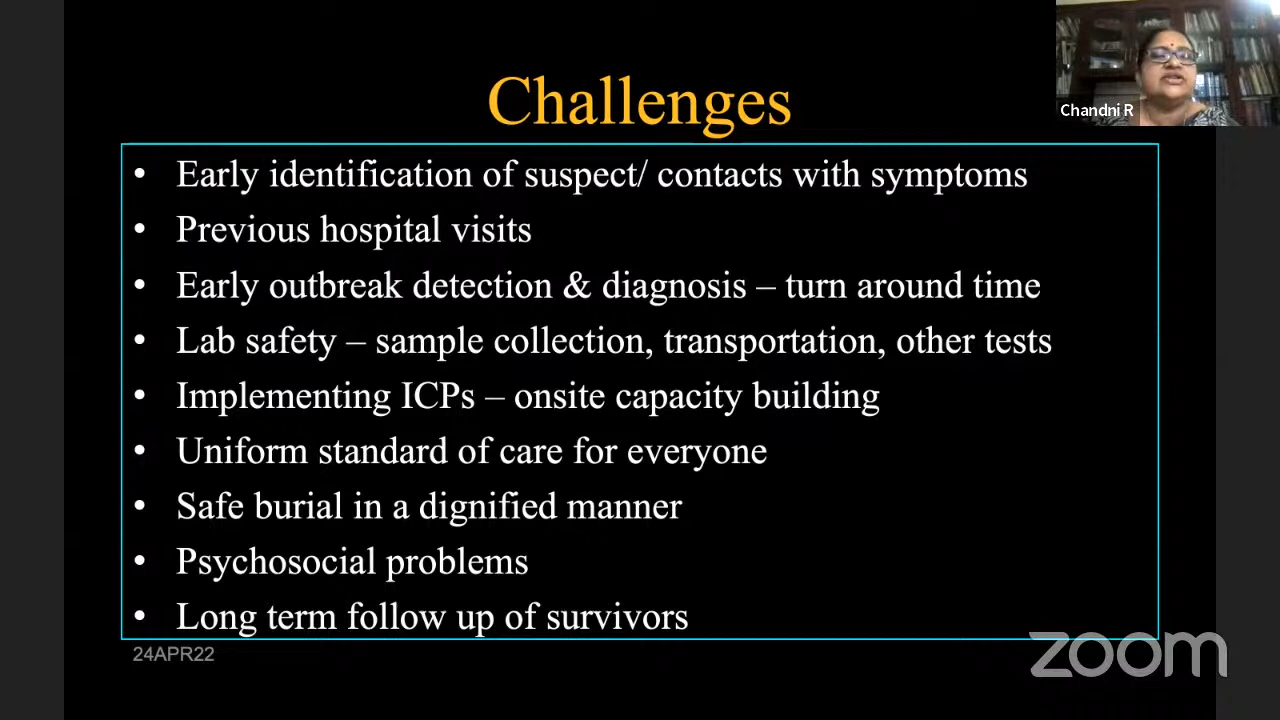 Challenges
Chandni R
• Early identification of suspect/ contacts with symptoms
• Previous hospital visits
• Early outbreak detection & diagnosis – turn around time
• Lab safety – sample collection, transportation, other tests
• Implementing ICPs – onsite capacity building
• Uniform standard of care for everyone
• Safe burial in a dignified manner
• Psychosocial problems
• Long term follow up of survivors
24APR22
zoom